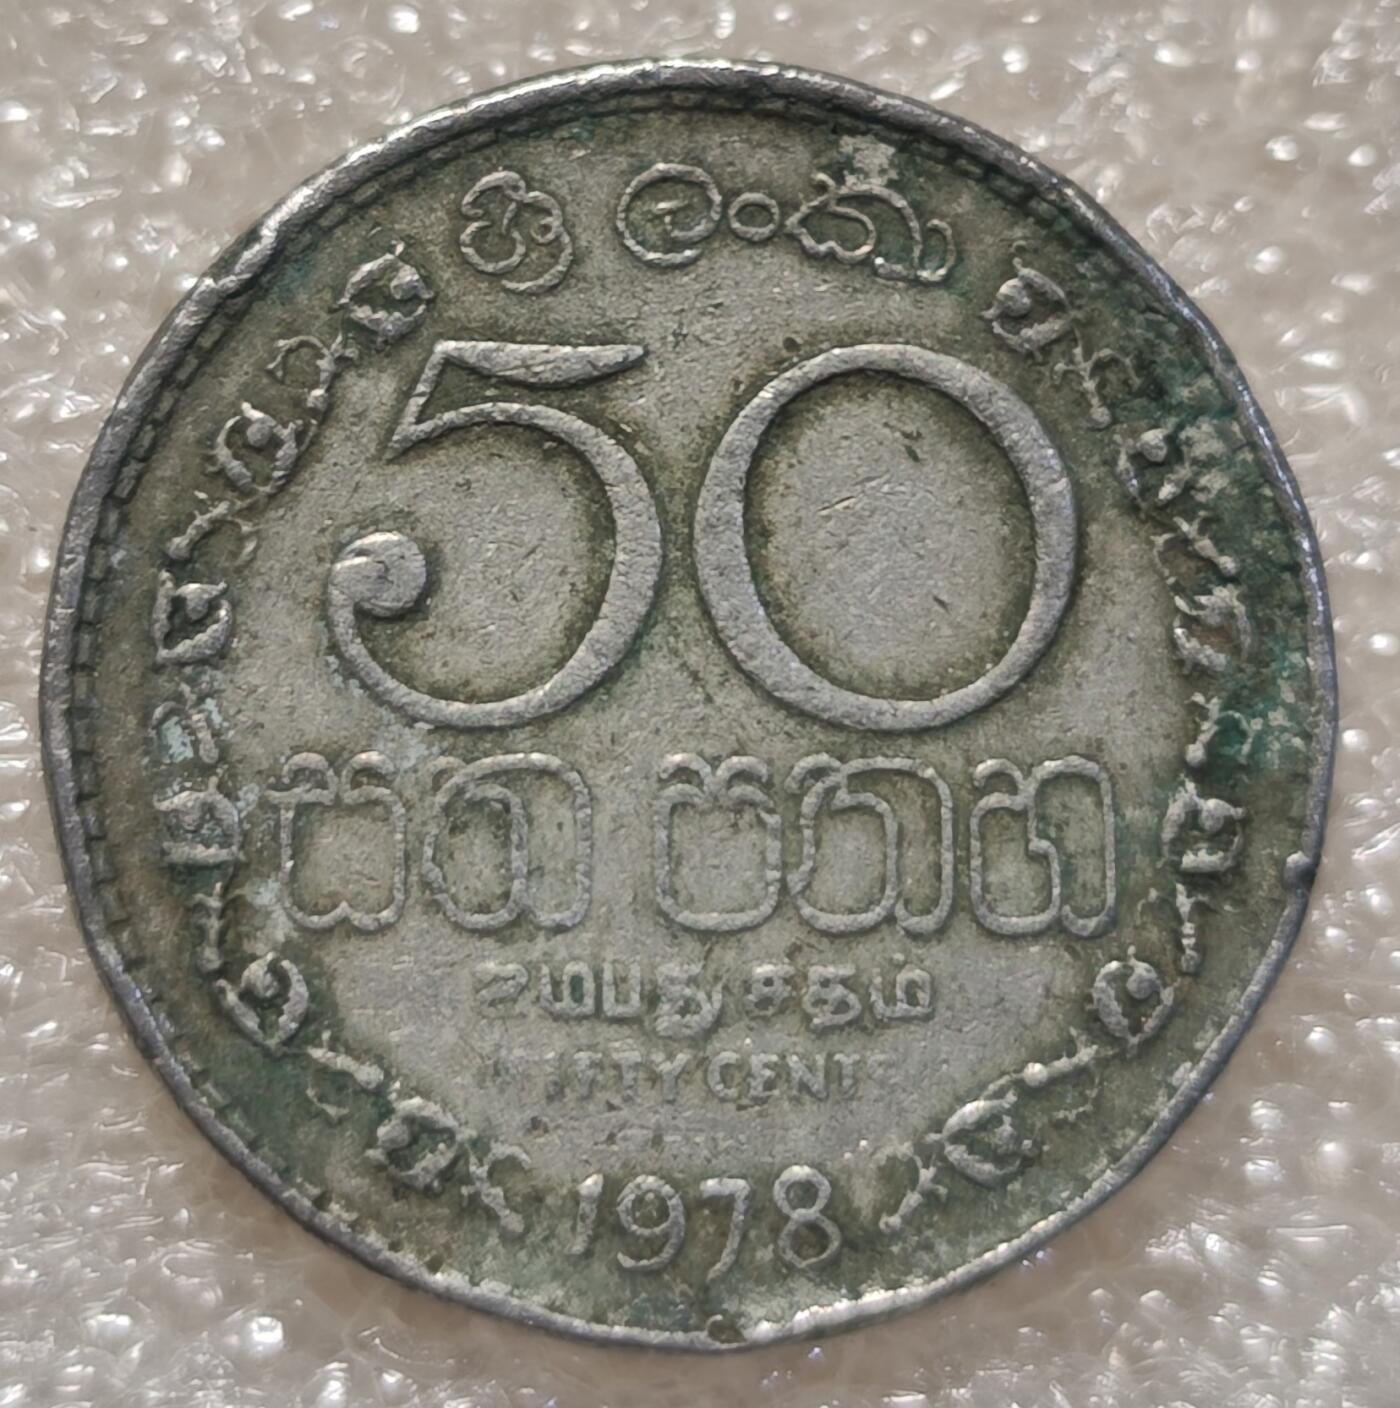 ශ්‍රී ලංකා
50
සත පනහ
ஐம்பது சதம்
FIFTY CENTS
1978